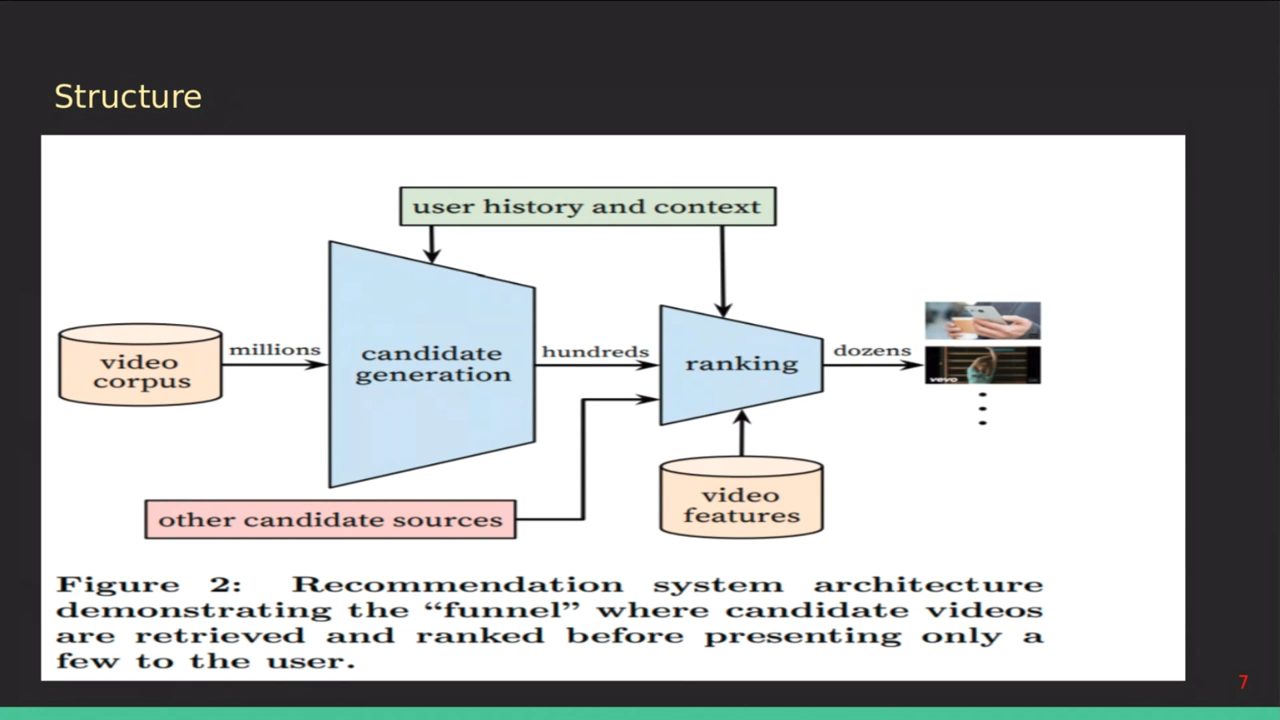 Structure
user history and context
video
corpus
millions
candidate
generation
hundreds
ranking
dozens
vevo
other candidate sources
video
features
Figure 2: Recommendation system architecture
demonstrating the “funnel” where candidate videos
are retrieved and ranked before presenting only a
few to the user.
7